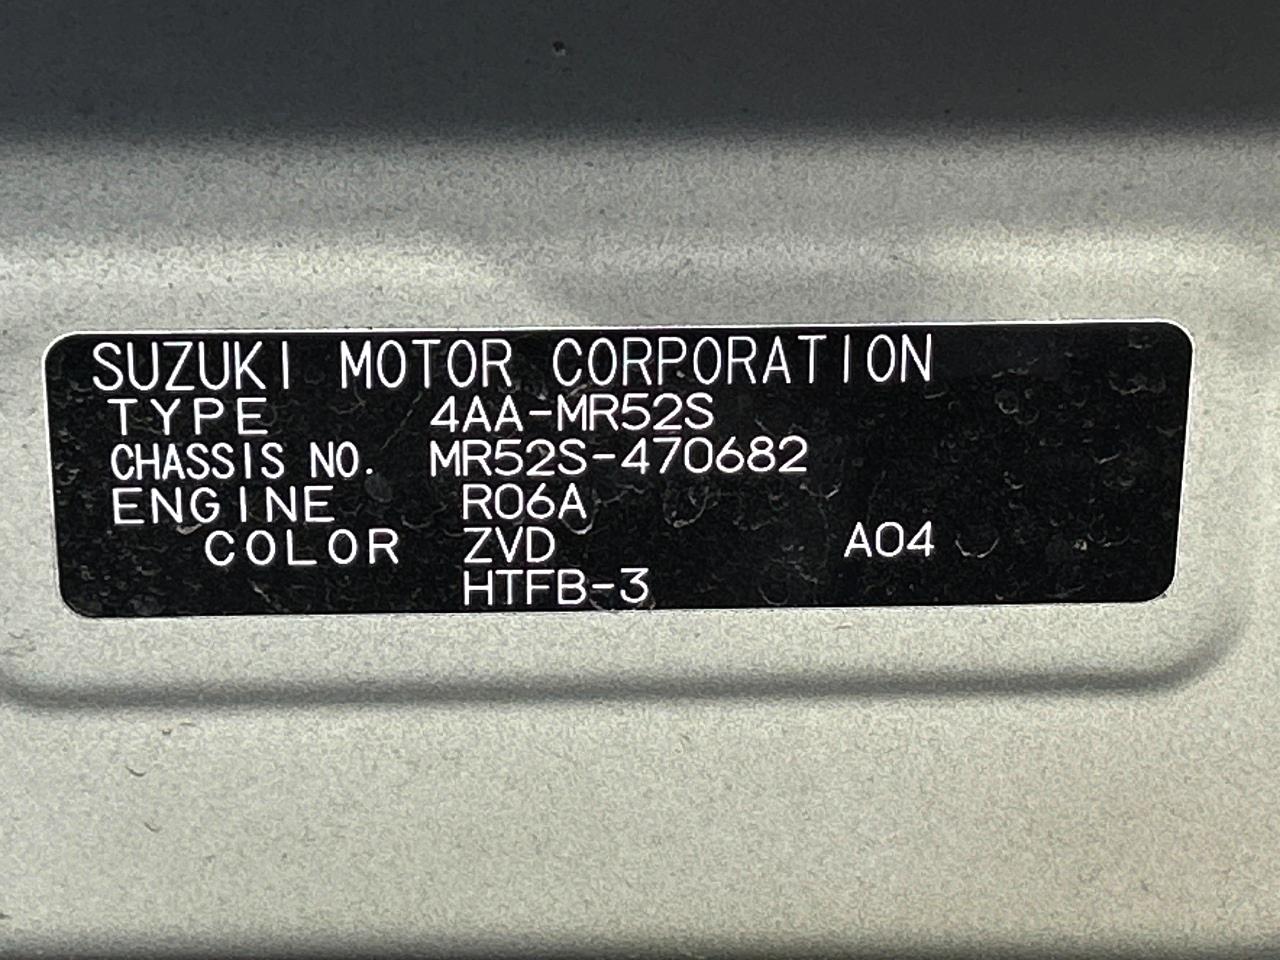 SUZUKI MOTOR CORPORATION
TYPE 4AA-MR52S
CHASSIS NO. MR52S-470682
ENGINE R06A
COLOR ZVD A04
HTFB-3